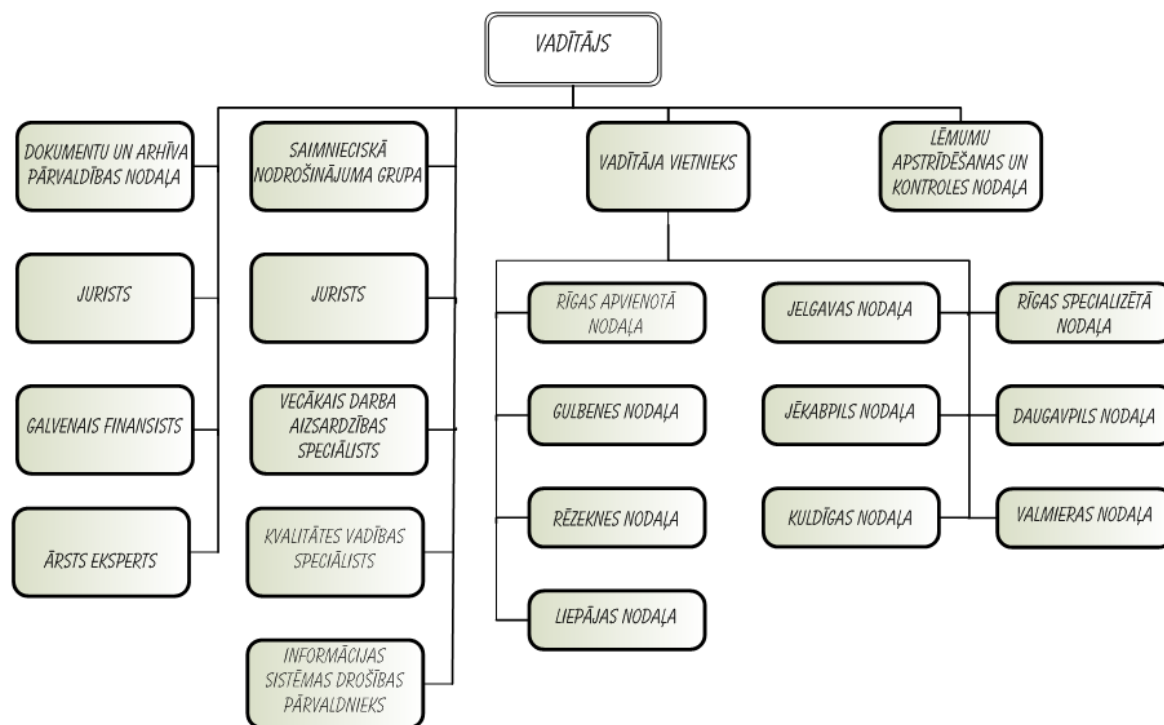 VADĪTĀJS
DOKUMENTU UN ARHĪVA
PĀRVALDĪBAS NODAĻA
SAIMNIECISKĀ
NODROŠINĀJUMA GRUPA
VADĪTĀJA VIETNIEKS
LĒMUMU
APSTRĪDĒŠANAS UN
KONTROLES NODAĻA
JURISTS
JURISTS
RĪGAS APVIENOTĀ
NODAĻA
JELGAVAS NODAĻA
RĪGAS SPECIALIZĒTĀ
NODAĻA
GALVENAIS FINANSISTS
VECĀKAIS DARBA
AIZSARDZĪBAS
SPECIĀLISTS
GULBENES NODAĻA
JĒKABPILS NODAĻA
DAUGAVPILS NODAĻA
ĀRSTS EKSPERTS
KVALITĀTES VADĪBAS
SPECIĀLISTS
RĒZEKNES NODAĻA
KULDĪGAS NODAĻA
VALMIERAS NODAĻA
LIEPĀJAS NODAĻA
INFORMĀCIJAS
SISTĒMAS DROŠĪBAS
PĀRVALDNIEKS